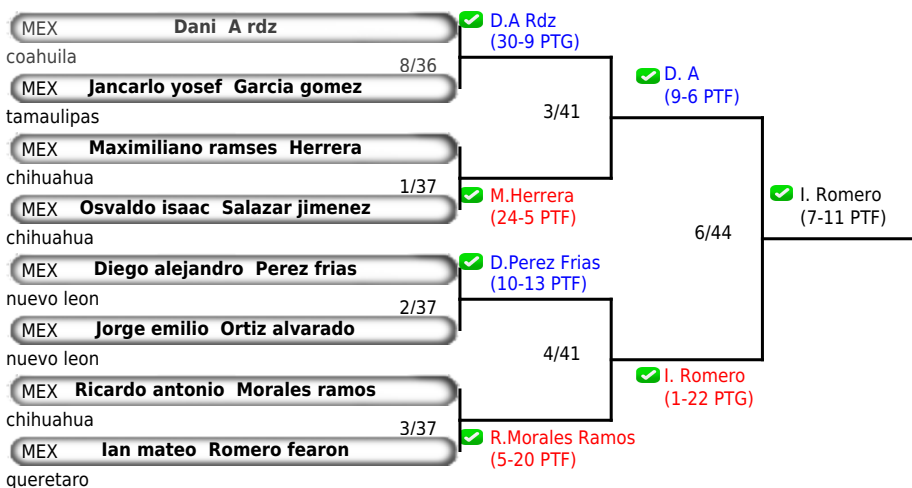 MEX Dani A rdz
coahuila
8/36
MEX Jancarlo yosef Garcia gomez
tamaulipas
MEX Maximiliano ramses Herrera
chihuahua
1/37
MEX Osvaldo isaac Salazar jimenez
chihuahua
MEX Diego alejandro Perez frias
nuevo leon
2/37
MEX Jorge emilio Ortiz alvarado
nuevo leon
MEX Ricardo antonio Morales ramos
chihuahua
3/37
MEX Ian mateo Romero fearon
queretaro
D.A Rdz
(30-9 PTG)
3/41
M.Herrera
(24-5 PTF)
D.Perez Frias
(10-13 PTF)
4/41
R.Morales Ramos
(5-20 PTF)
D. A
(9-6 PTF)
6/44
I. Romero
(1-22 PTG)
I. Romero
(7-11 PTF)